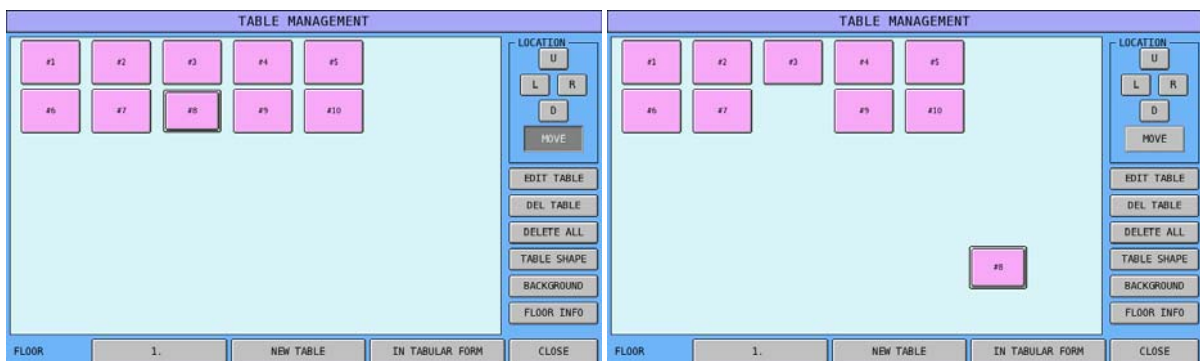 TABLE MANAGEMENT
#1 #2 #3 #4 #5
#6 #7 #8 #9 #10
LOCATION
U
L R
D
MOVE
EDIT TABLE
DEL TABLE
DELETE ALL
TABLE SHAPE
BACKGROUND
FLOOR INFO
FLOOR 1. NEW TABLE IN TABULAR FORM CLOSE
TABLE MANAGEMENT
#1 #2 #3 #4 #5
#6 #7 #9 #10
#8
LOCATION
U
L R
D
MOVE
EDIT TABLE
DEL TABLE
DELETE ALL
TABLE SHAPE
BACKGROUND
FLOOR INFO
FLOOR 1. NEW TABLE IN TABULAR FORM CLOSE